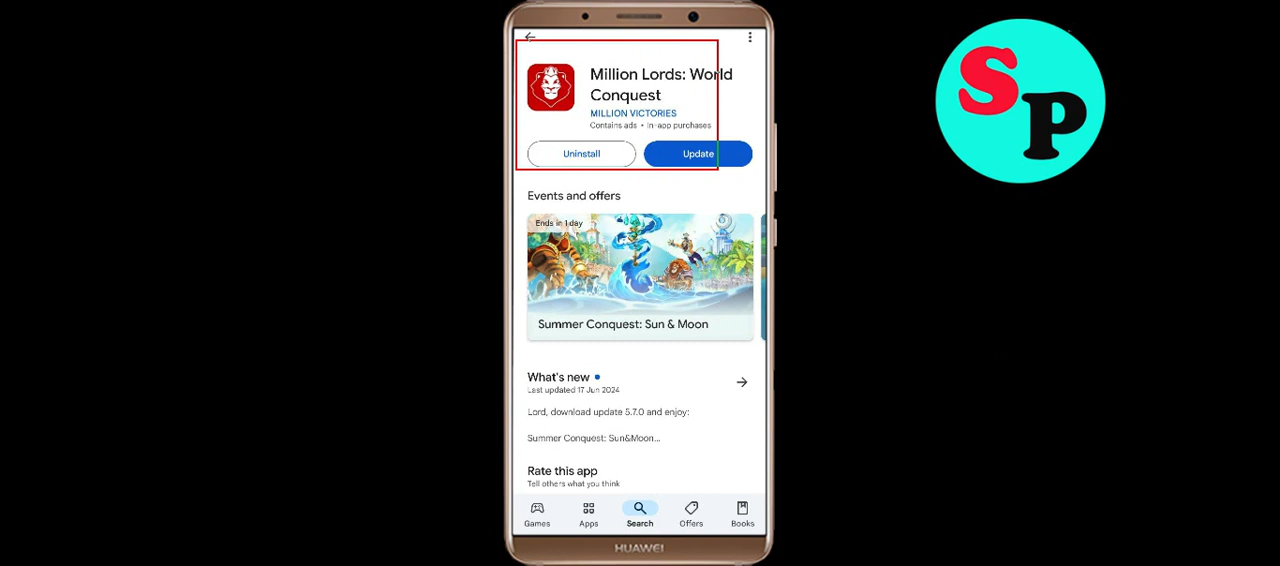 Million Lords: World
Conquest
MILLION VICTORIES
Contains ads • In-app purchases
Uninstall
Update
Events and offers
Ends in 1 day
Summer Conquest: Sun & Moon
What's new
Last updated 17 Jun 2024
Lord, download update 5.7.0 and enjoy:
Summer Conquest: Sun&Moon...
Rate this app
Tell others what you think
Games
Apps
Search
Offers
Books
HUAWEI
SP